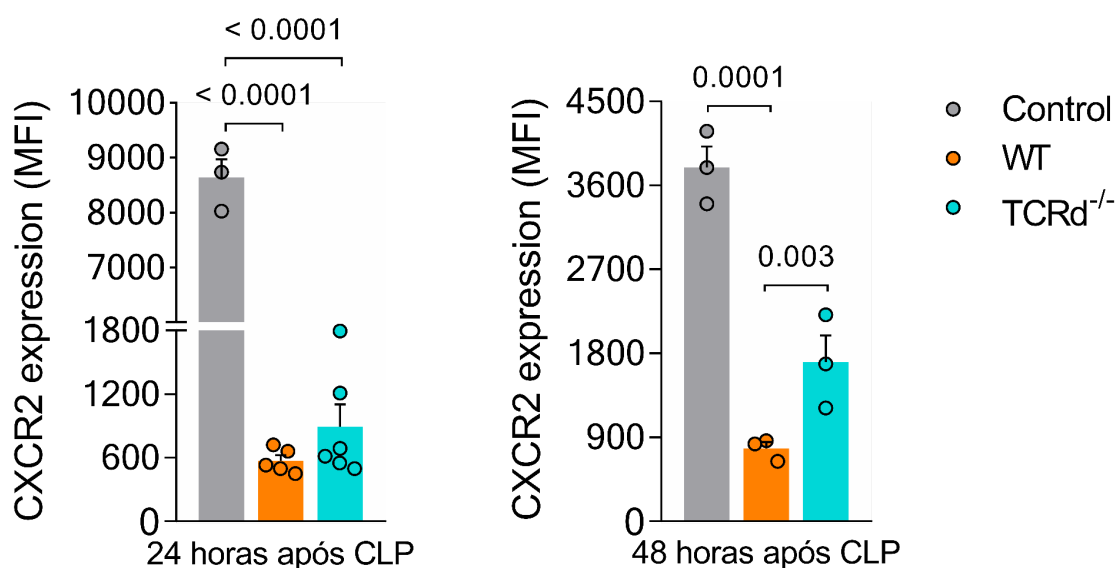 < 0.0001
< 0.0001
CXCR2 expression (MFI)
10000
9000
8000
7000
1800
1200
600
0
24 horas após CLP
0.0001
0.003
CXCR2 expression (MFI)
4500
3600
2700
1800
900
0
48 horas após CLP
Control
WT
TCRd-/-